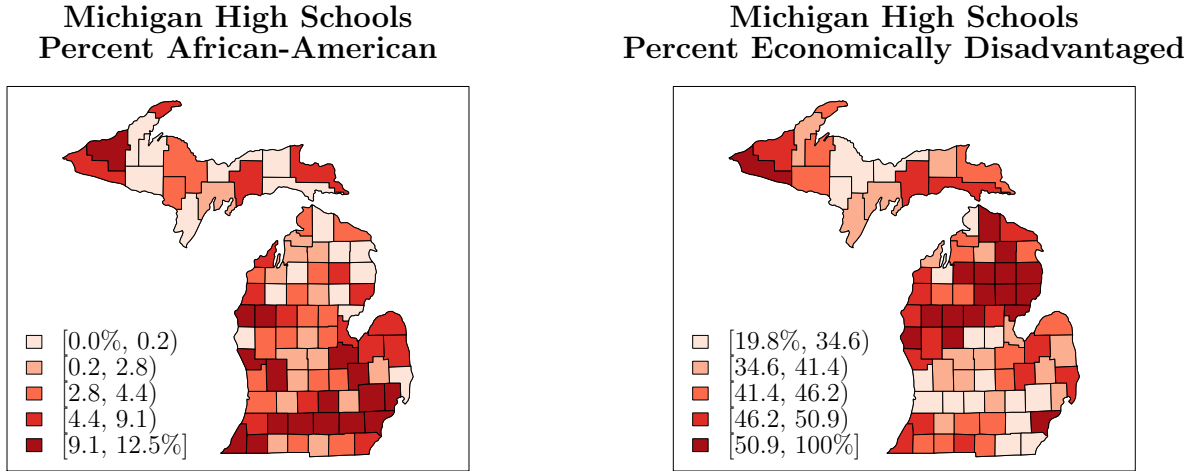 Michigan High Schools
Percent African-American
[0.0%, 0.2)
[0.2, 2.8)
[2.8, 4.4)
[4.4, 9.1)
[9.1, 12.5%]
Michigan High Schools
Percent Economically Disadvantaged
[19.8%, 34.6)
[34.6, 41.4)
[41.4, 46.2)
[46.2, 50.9)
[50.9, 100%]